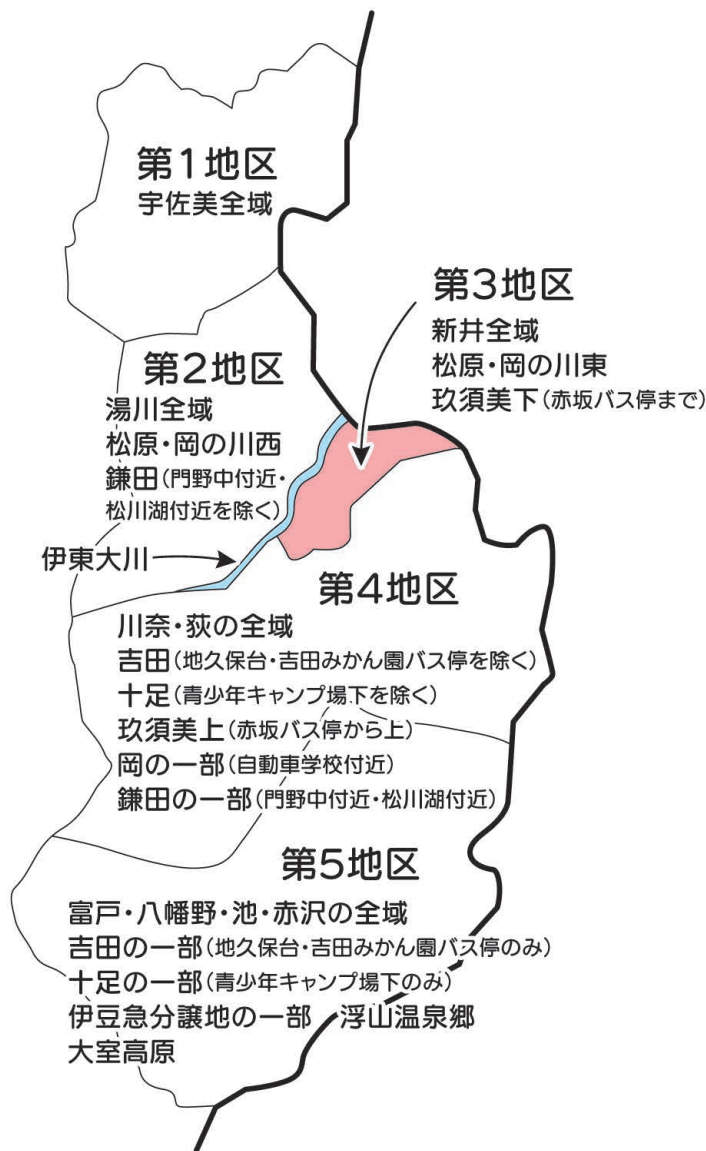 第1地区
宇佐美全域
第3地区
新井全域
松原・岡の川東
玖須美下（赤坂バス停まで）
第2地区
湯川全域
松原・岡の川西
鎌田（門野中付近・
松川湖付近を除く）
伊東大川
第4地区
川奈・荻の全域
吉田（地久保台・吉田みかん園バス停を除く）
十足（青少年キャンプ場下を除く）
玖須美上（赤坂バス停から上）
岡の一部（自動車学校付近）
鎌田の一部（門野中付近・松川湖付近）
第5地区
富戸・八幡野・池・赤沢の全域
吉田の一部（地久保台・吉田みかん園バス停のみ）
十足の一部（青少年キャンプ場下のみ）
伊豆急分譲地の一部　浮山温泉郷
大室高原